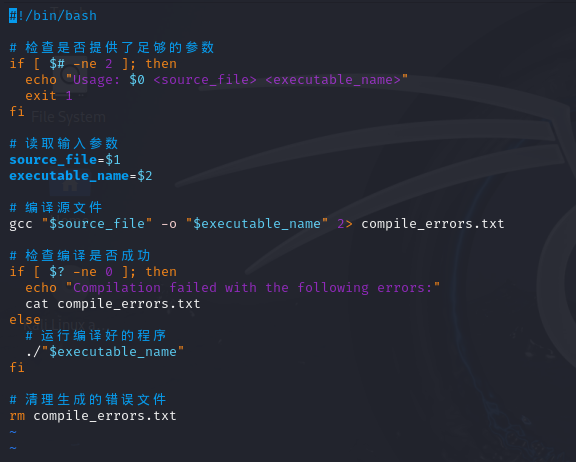 #!/bin/bash
# 检查是否提供了足够的参数
if [ $# -ne 2 ]; then
  echo "Usage: $0 <source_file> <executable_name>"
  exit 1
fi
File System
# 读取输入参数
source_file=$1
executable_name=$2
# 编译源文件
gcc "$source_file" -o "$executable_name" 2> compile_errors.txt
# 检查编译是否成功
if [ $? -ne 0 ]; then
  echo "Compilation failed with the following errors:"
  cat compile_errors.txt
else
  # 运行编译好的程序
  ./"$executable_name"
fi
# 清理生成的错误文件
rm compile_errors.txt
~
~